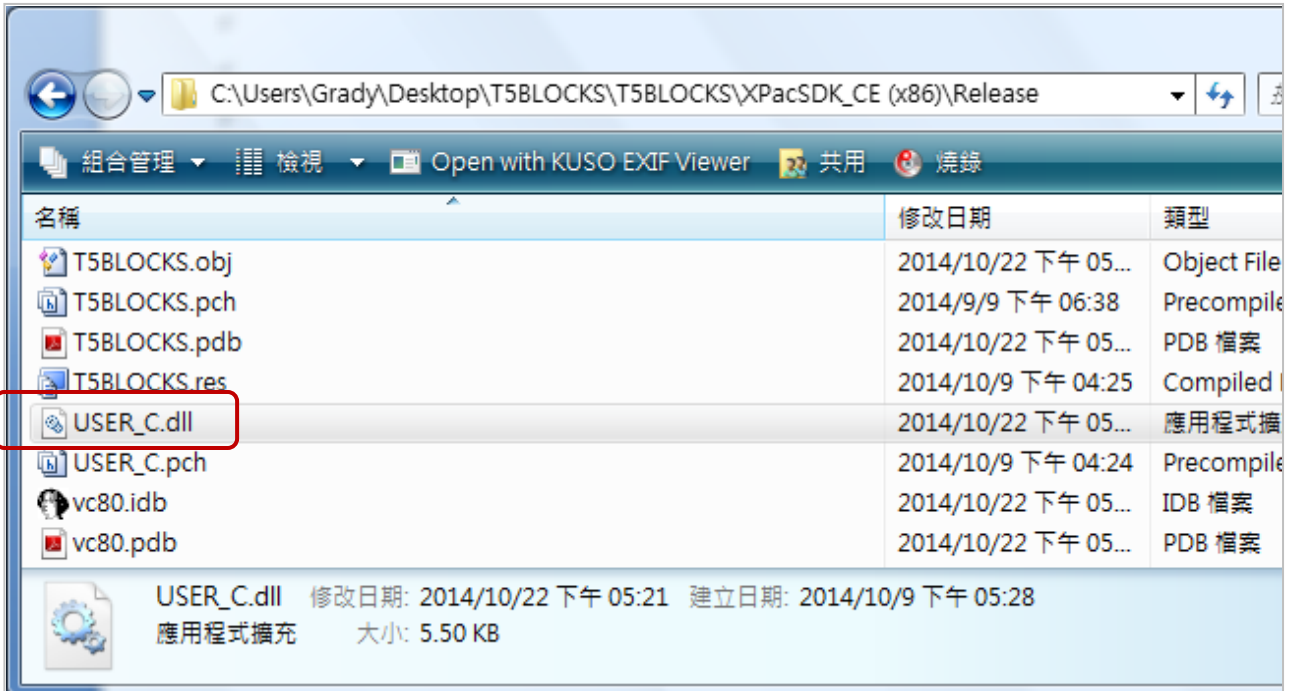 C:\Users\Grady\Desktop\T5BLOCKS\T5BLOCKS\XPacSDK_CE (x86)\Release
組合管理 檢視 Open with KUSO EXIF Viewer 共用 燒錄
名稱 修改日期 類型
T5BLOCKS.obj 2014/10/22 下午 05... Object File
T5BLOCKS.pch 2014/9/9 下午 06:38 Precompile
T5BLOCKS.pdb 2014/10/22 下午 05... PDB 檔案
T5BLOCKS.res 2014/10/9 下午 04:25 Compiled
USER_C.dll 2014/10/22 下午 05... 應用程式擴
USER_C.pch 2014/10/9 下午 04:24 Precompile
vc80.idb 2014/10/22 下午 05... IDB 檔案
vc80.pdb 2014/10/22 下午 05... PDB 檔案
USER_C.dll 修改日期: 2014/10/22 下午 05:21 建立日期: 2014/10/9 下午 05:28
應用程式擴充 大小: 5.50 KB